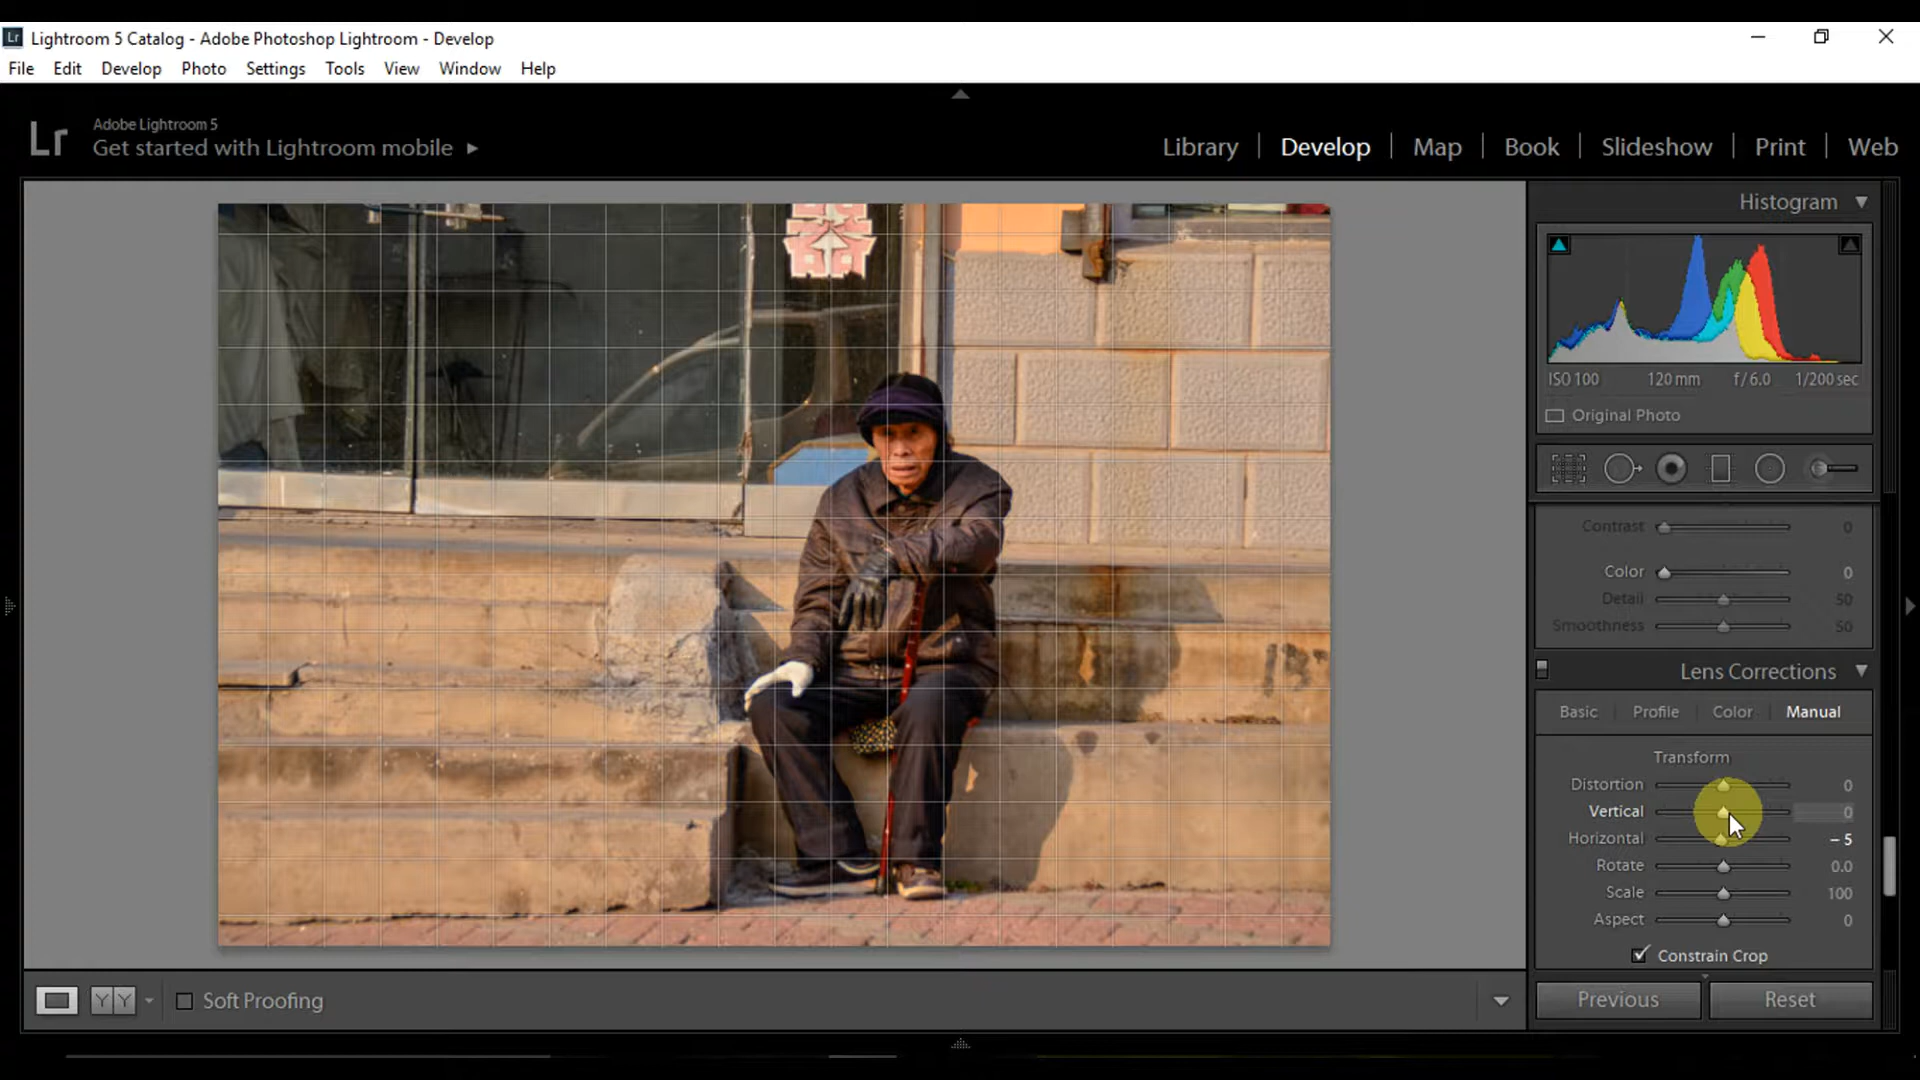 Lr Lightroom 5 Catalog - Adobe Photoshop Lightroom - Develop
File Edit Develop Photo Settings Tools View Window Help
Lr
Adobe Lightroom 5
Get started with Lightroom mobile ▶
Library | Develop | Map | Book | Slideshow | Print | Web
Histogram
ISO 100 120 mm f / 6.0 1/200 sec
Original Photo
Contrast 0
Color 0
Detail 50
Smoothness 50
Lens Corrections
Basic | Profile | Color | Manual
Transform
Distortion 0
Vertical 0
Horizontal – 5
Rotate 0.0
Scale 100
Aspect 0
Constrain Crop
Previous Reset
Y Y Soft Proofing